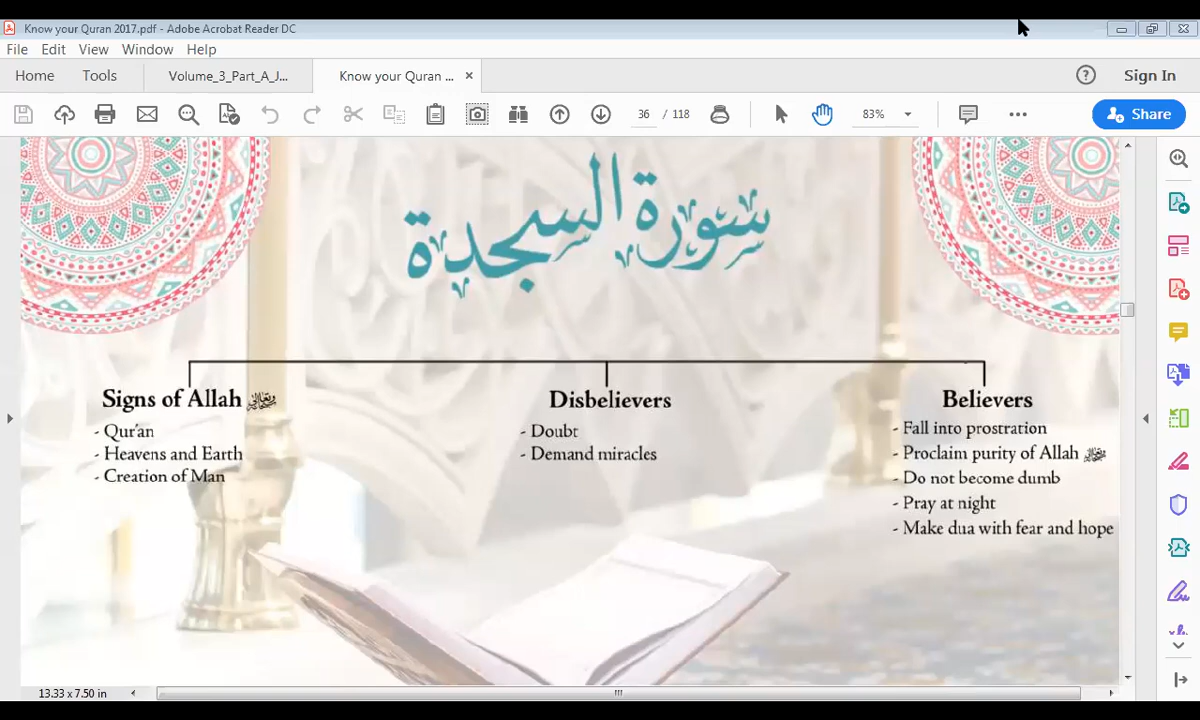 Know your Quran 2017.pdf - Adobe Acrobat Reader DC
File Edit View Window Help
Home Tools Volume_3_Part_A_J... Know your Quran ... × Sign In
36 / 118 83% Share
سورة السجدة
Signs of Allah
- Qur'an
- Heavens and Earth
- Creation of Man
Disbelievers
- Doubt
- Demand miracles
Believers
- Fall into prostration
- Proclaim purity of Allah
- Do not become dumb
- Pray at night
- Make dua with fear and hope
13.33 x 7.50 in